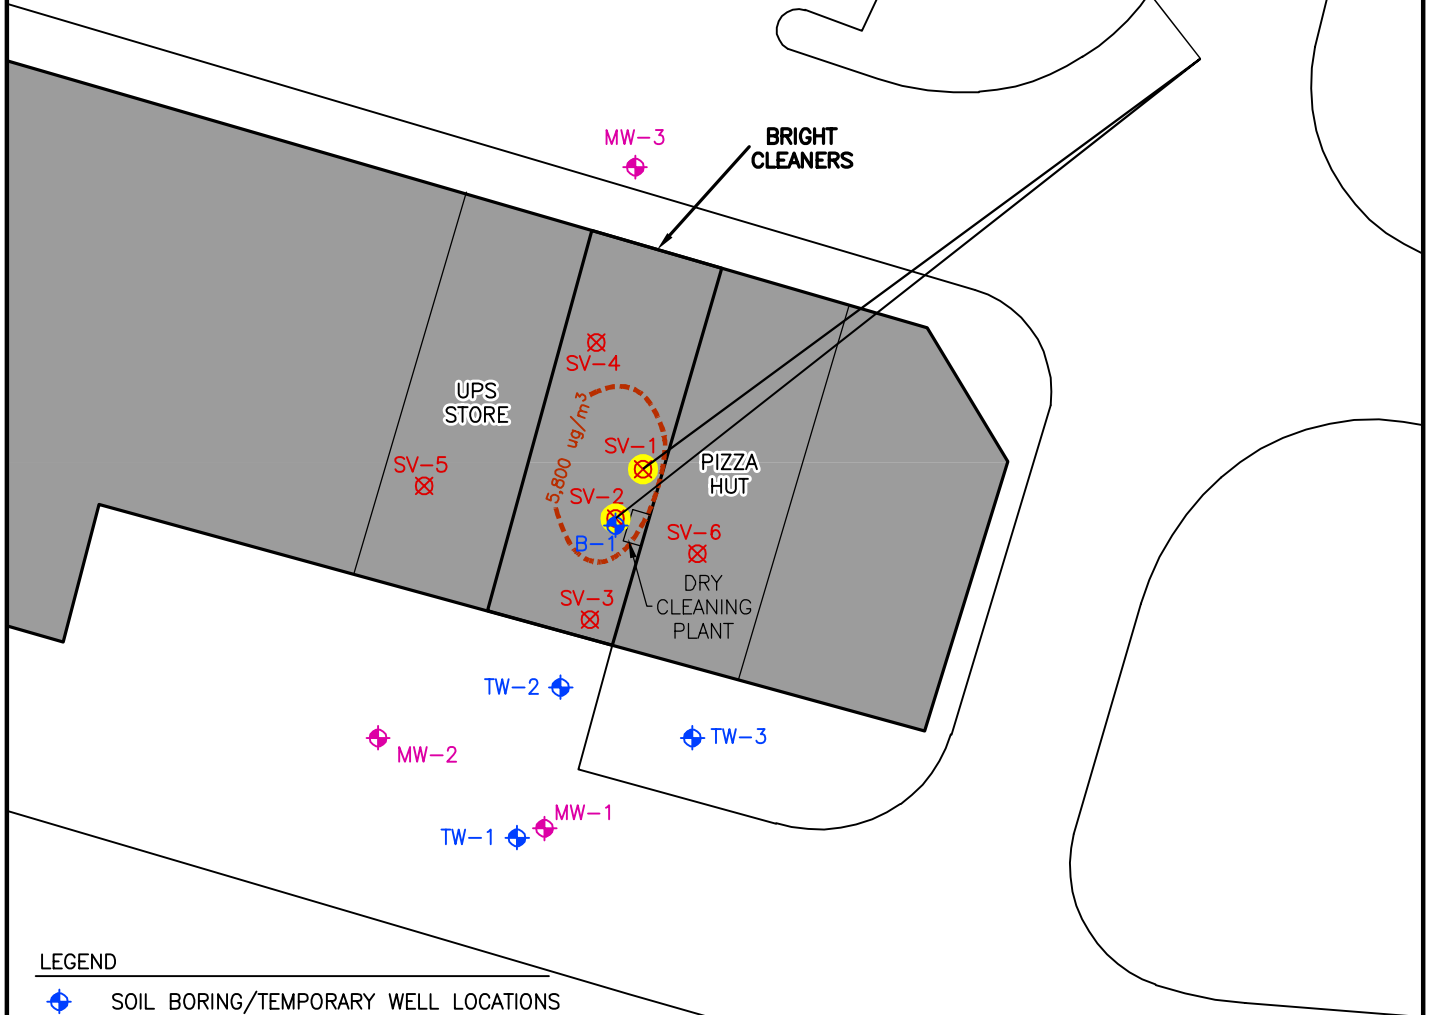 MW-3
BRIGHT
CLEANERS
SV-4
UPS
STORE
5,800 ug/m³
SV-1
PIZZA
HUT
SV-5
SV-2
SV-6
B-1
DRY
CLEANING
PLANT
SV-3
TW-2
TW-3
MW-2
MW-1
TW-1
LEGEND
SOIL BORING/TEMPORARY WELL LOCATIONS